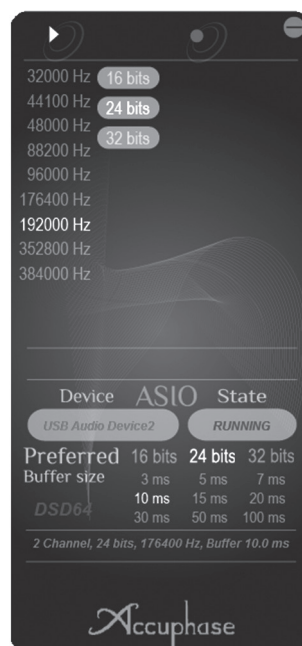 32000 Hz 16 bits
44100 Hz 24 bits
48000 Hz 32 bits
88200 Hz
96000 Hz
176400 Hz
192000 Hz
352800 Hz
384000 Hz
Device ASIO State
USB Audio Device2 RUNNING
Preferred 16 bits 24 bits 32 bits
Buffer size 3 ms 5 ms 7 ms
10 ms 15 ms 20 ms
DSD64 30 ms 50 ms 100 ms
2 Channel, 24 bits, 176400 Hz, Buffer 10.0 ms
Accuphase